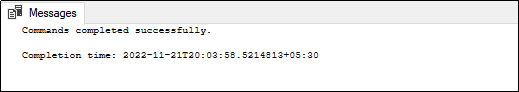 Messages
Commands completed successfully.
Completion time: 2022-11-21T20:03:58.5214813+05:30